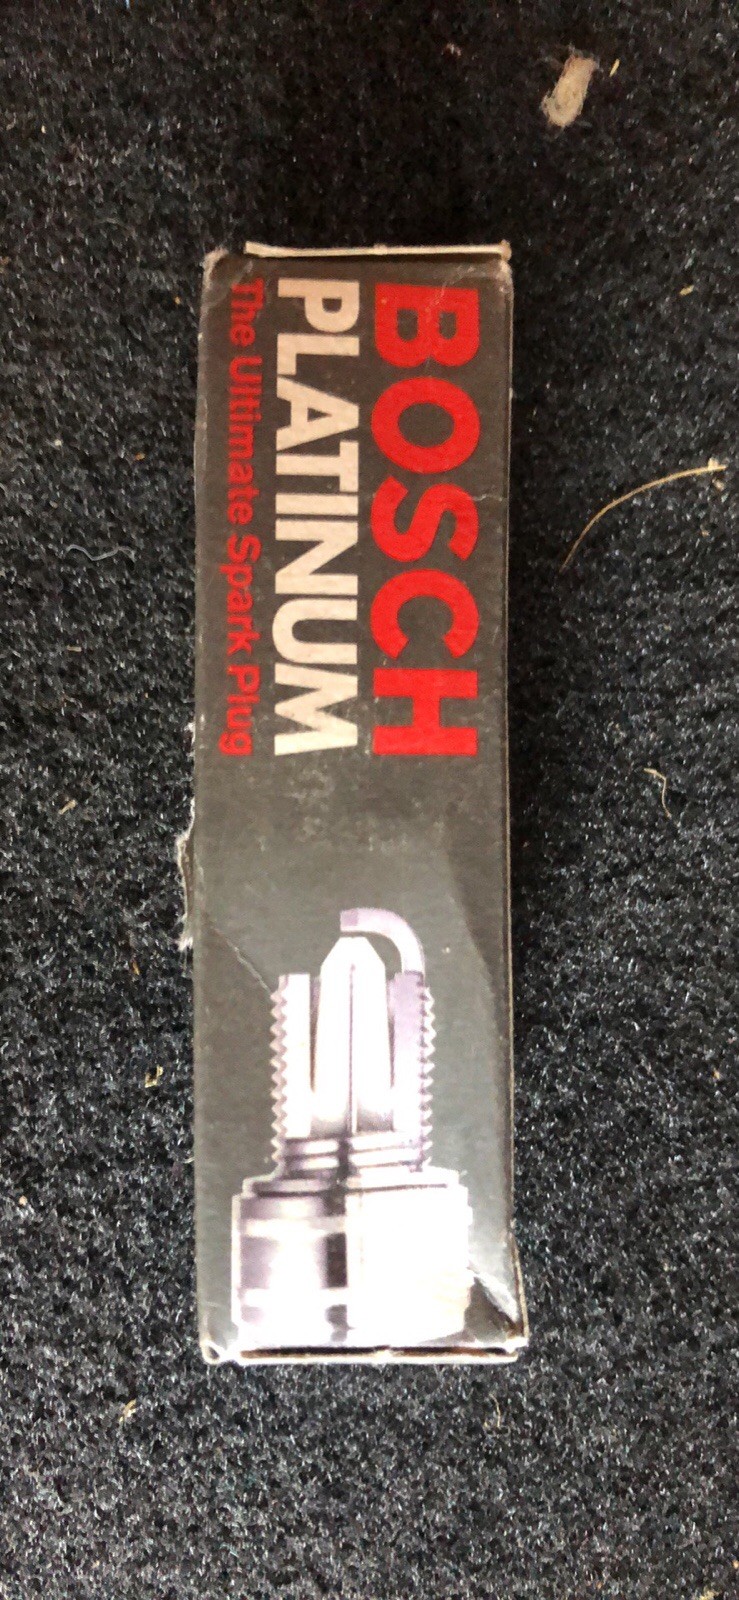 BOSCH
PLATINUM
The Ultimate Spark Plug